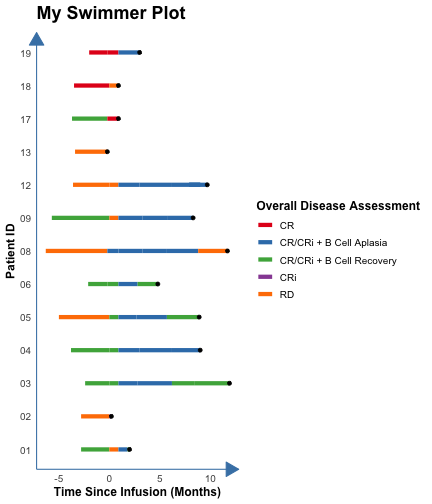 My Swimmer Plot
19
18
17
13
12
09
08
06
05
04
03
02
01
Patient ID
-5 0 5 10
Time Since Infusion (Months)
Overall Disease Assessment
CR
CR/CRi + B Cell Aplasia
CR/CRi + B Cell Recovery
CRi
RD